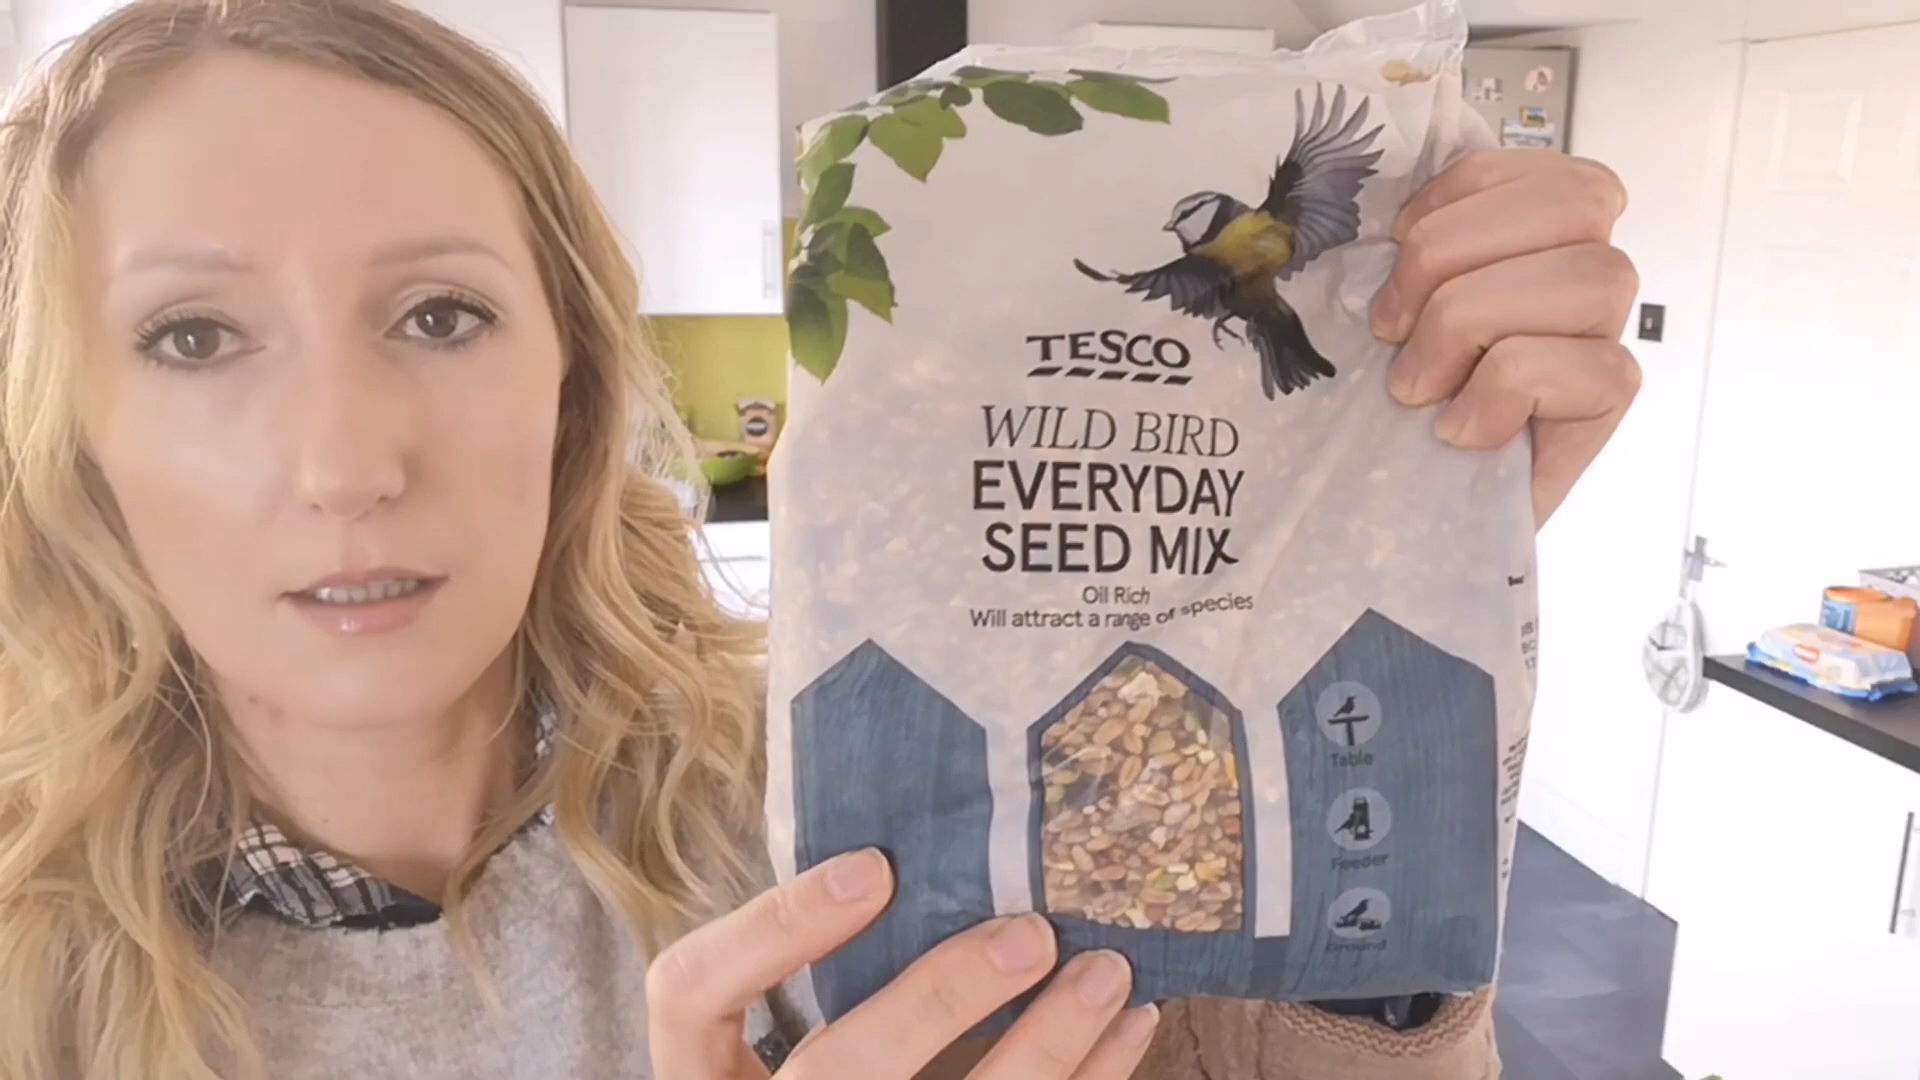 TESCO
WILD BIRD
EVERYDAY
SEED MIX
Oil Rich
Will attract a range of species
Table
Feeder
Ground